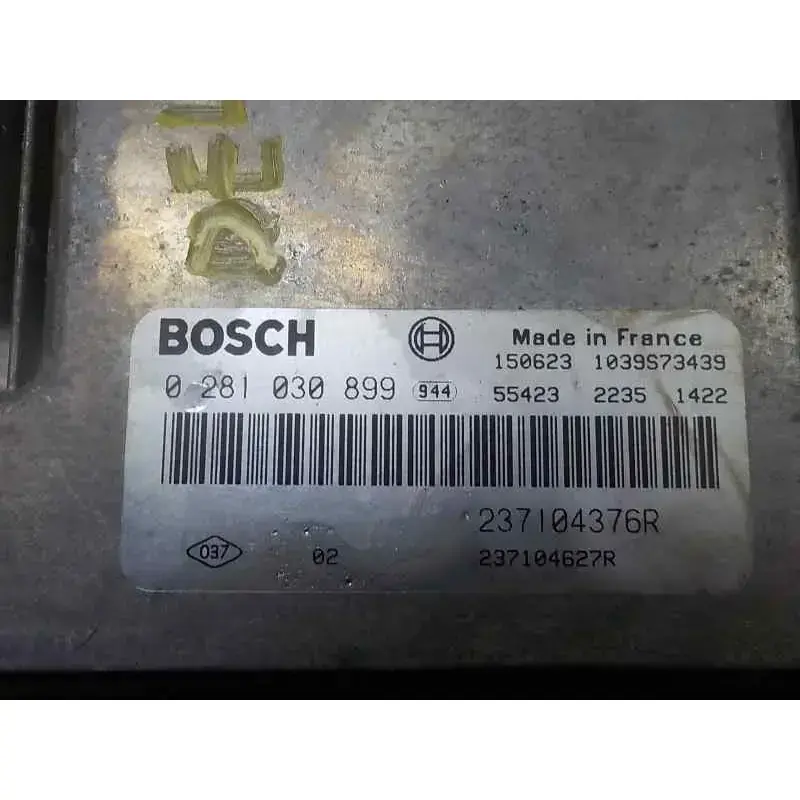 BOSCH Made in France
150623 1039S73439
0 281 030 899 944 55423 2235 1422
237104376R
037 02 237104627R